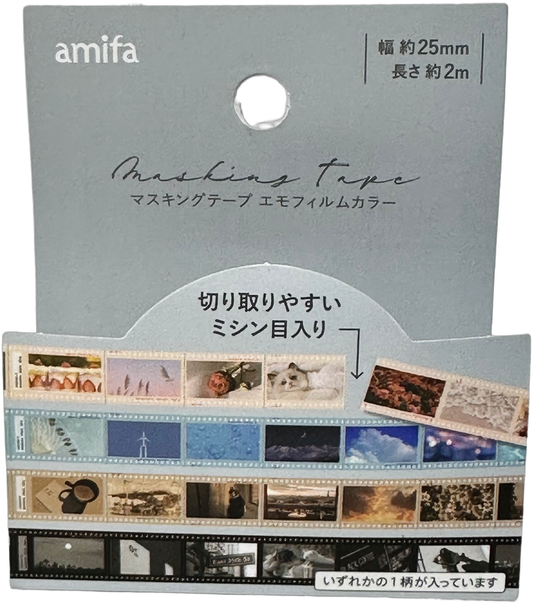 amifa
幅 約25mm
長さ 約2m
masking tape
マスキングテープ エモフィルムカラー
切り取りやすい
ミシン目入り
いずれかの1柄が入っています